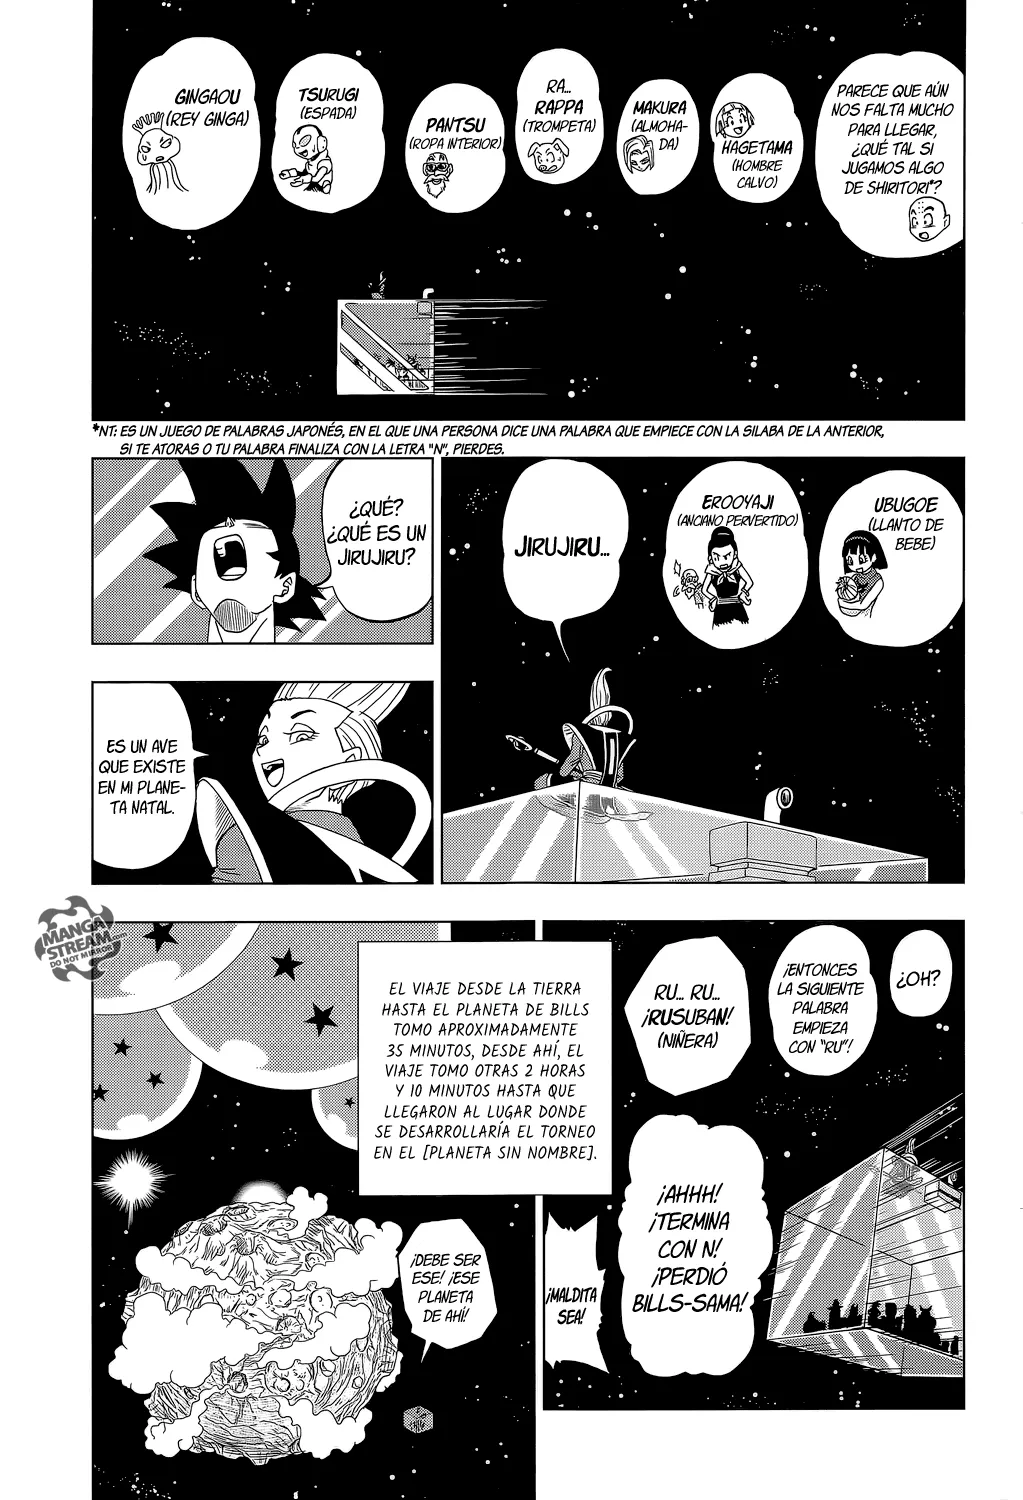 PARECE QUE AÚN
NOS FALTA MUCHO
PARA LLEGAR,
¿QUÉ TAL SI
JUGAMOS ALGO
DE SHIRITORI*?
HAGETAMA
(HOMBRE
CALVO)
MAKURA
(ALMOHA-
DA)
RA...
RAPPA
(TROMPETA)
PANTSU
(ROPA INTERIOR)
TSURUGI
(ESPADA)
GINGAOU
(REY GINGA)
*NT: ES UN JUEGO DE PALABRAS JAPONÉS, EN EL QUE UNA PERSONA DICE UNA PALABRA QUE EMPIECE CON LA SILABA DE LA ANTERIOR,
SI TE ATORAS O TU PALABRA FINALIZA CON LA LETRA "N", PIERDES.
UBUGOE
(LLANTO DE
BEBE)
EROOYAJI
(ANCIANO PERVERTIDO)
JIRUJIRU...
¿QUÉ?
¿QUÉ ES UN
JIRUJIRU?
ES UN AVE
QUE EXISTE
EN MI PLANE-
TA NATAL.
¿OH?
¡ENTONCES
LA SIGUIENTE
PALABRA
EMPIEZA
CON "RU"!
RU... RU...
¡RUSUBAN!
(NIÑERA)
¡AHHH!
¡TERMINA
CON N!
¡PERDIÓ
BILLS-SAMA!
¡MALDITA
SEA!
EL VIAJE DESDE LA TIERRA
HASTA EL PLANETA DE BILLS
TOMO APROXIMADAMENTE
35 MINUTOS, DESDE AHÍ, EL
VIAJE TOMO OTRAS 2 HORAS
Y 10 MINUTOS HASTA QUE
LLEGARON AL LUGAR DONDE
SE DESARROLLARÍA EL TORNEO
EN EL [PLANETA SIN NOMBRE].
¡DEBE SER
ESE! ¡ESE
PLANETA
DE AHÍ!
MANGA
STREAM
DO NOT MIRROR